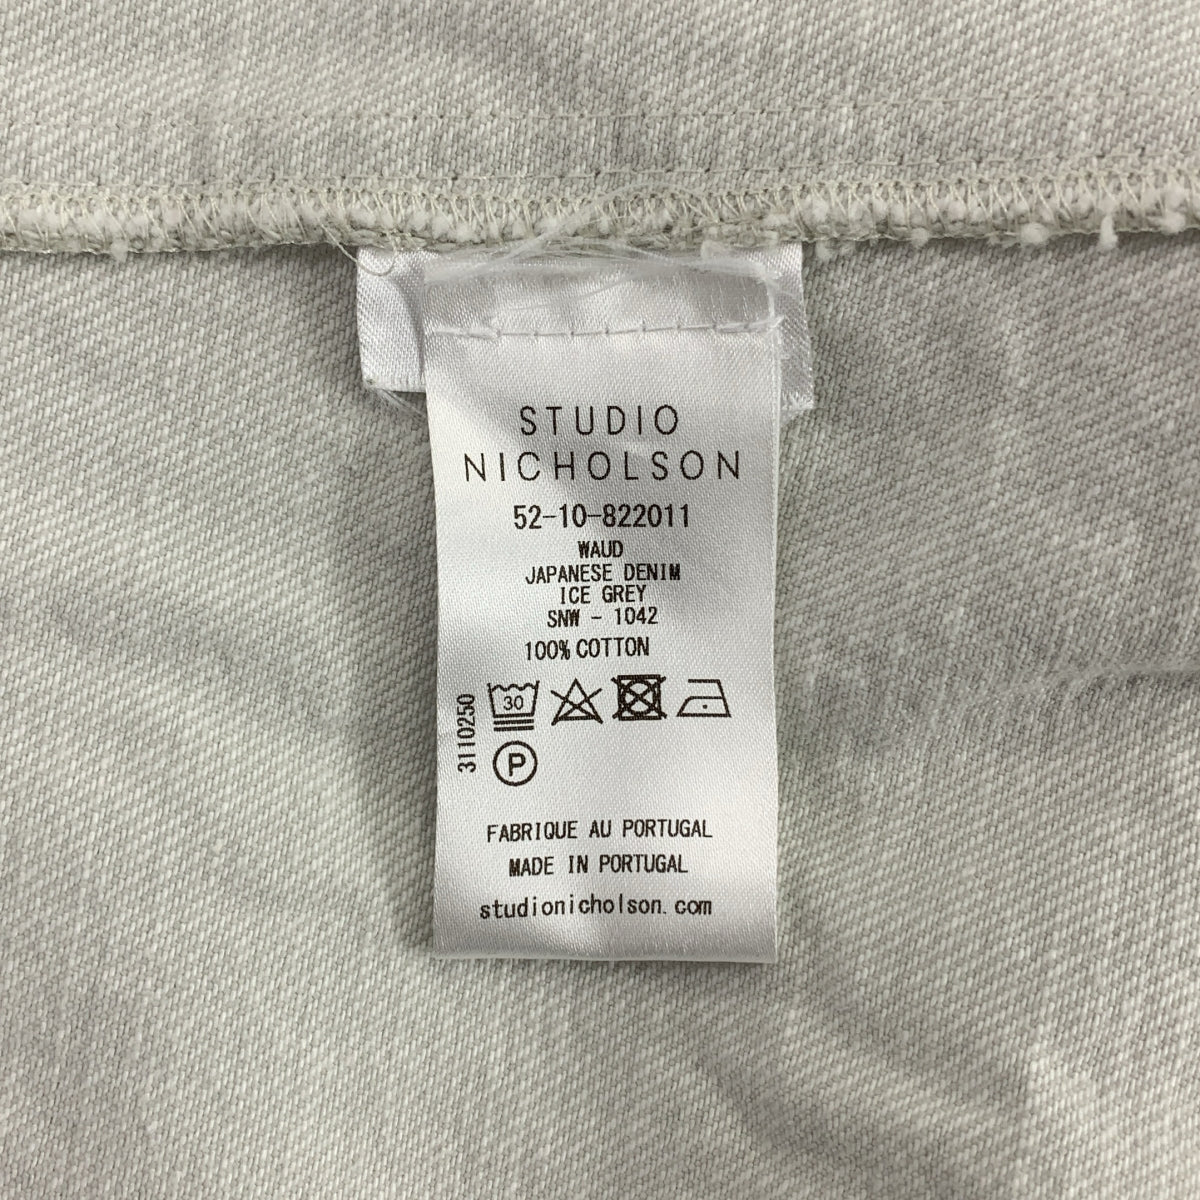 STUDIO
NICHOLSON
52-10-822011
WAUD
JAPANESE DENIM
ICE GREY
SNW - 1042
100% COTTON
3110250
30
P
FABRIQUE AU PORTUGAL
MADE IN PORTUGAL
studionicholson.com